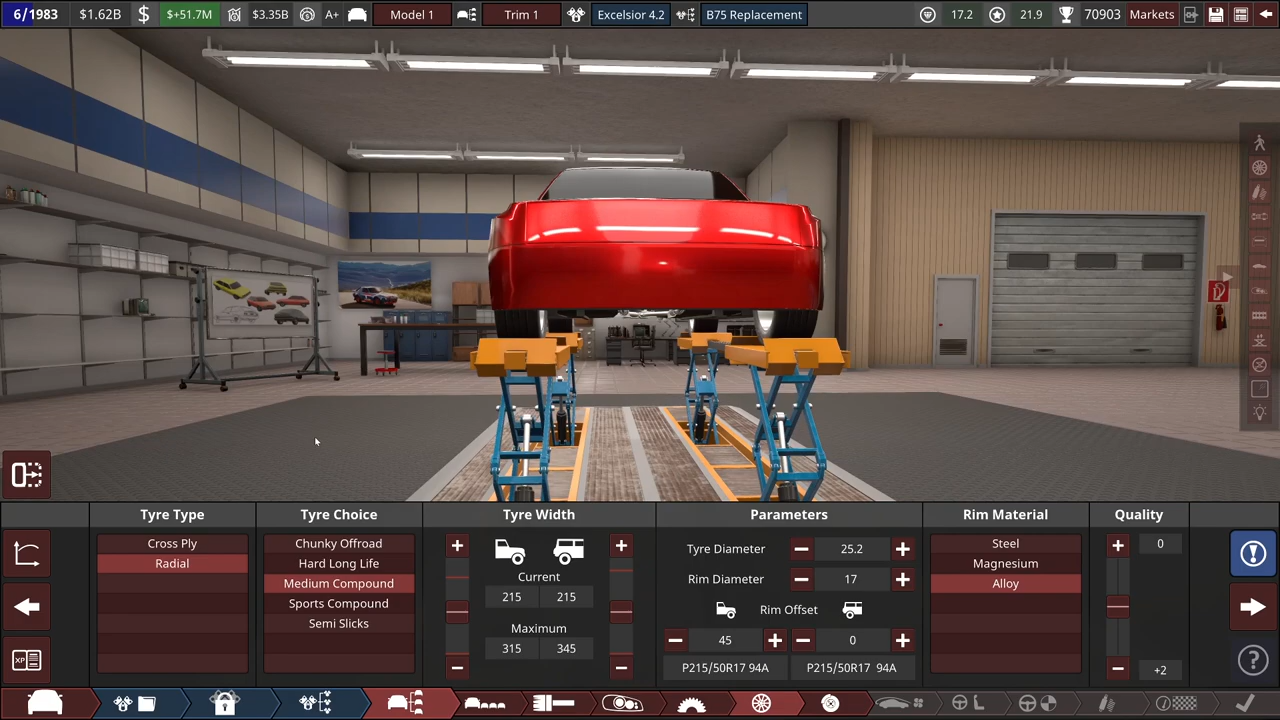 6/1983 $1.62B $+51.7M $3.35B A+ Model 1 Trim 1 Excelsior 4.2 B75 Replacement 17.2 21.9 70903 Markets
Tyre Type
Cross Ply
Radial
Tyre Choice
Chunky Offroad
Hard Long Life
Medium Compound
Sports Compound
Semi Slicks
Tyre Width
Current
215 215
Maximum
315 345
Parameters
Tyre Diameter 25.2
Rim Diameter 17
Rim Offset
45 0
P215/50R17 94A P215/50R17 94A
Rim Material
Steel
Magnesium
Alloy
Quality
0
+2
XP